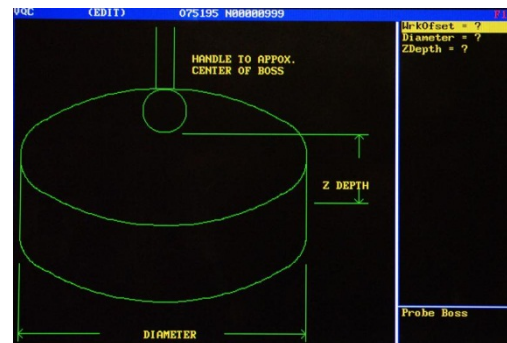 VQC (EDIT) 075195 N00000999
WrkOfset = ?
Diameter = ?
ZDepth = ?
HANDLE TO APPOX.
CENTER OF BOSS
Z DEPTH
DIAMETER
Probe Boss